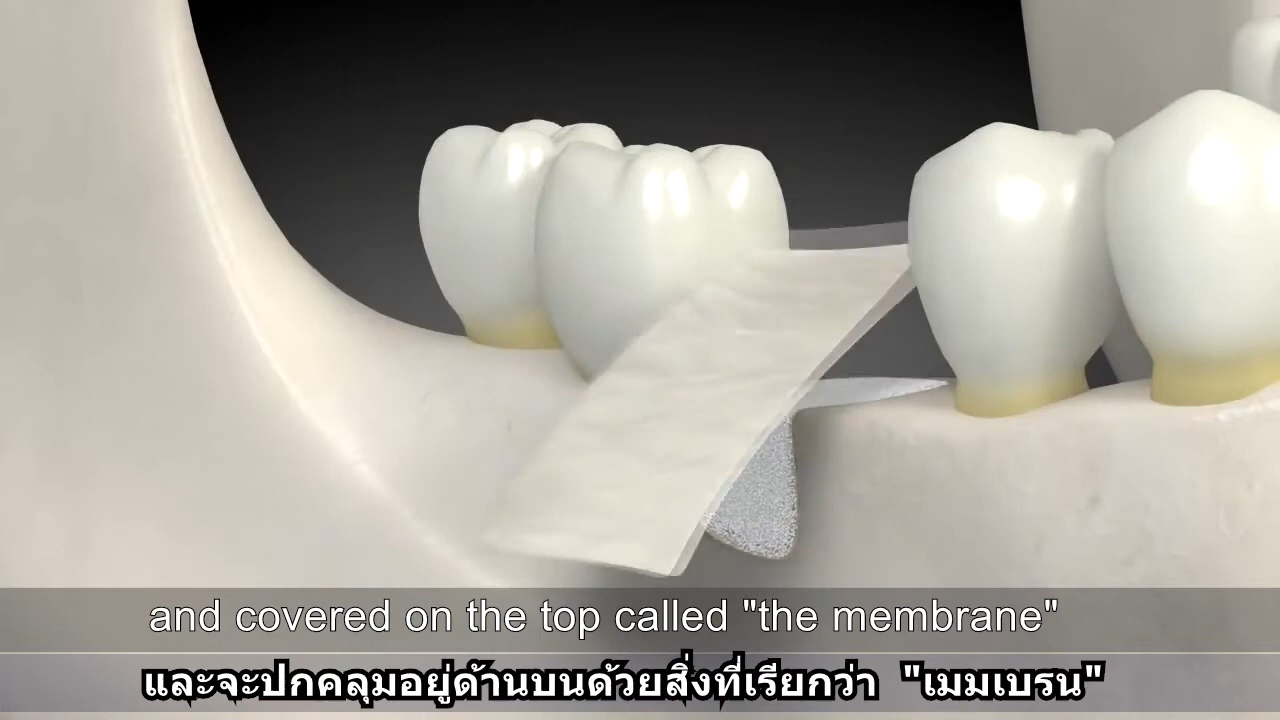 and covered on the top called "the membrane"
และจะปกคลุมอยู่ด้านบนด้วยสิ่งที่เรียกว่า "เมมเบรน"